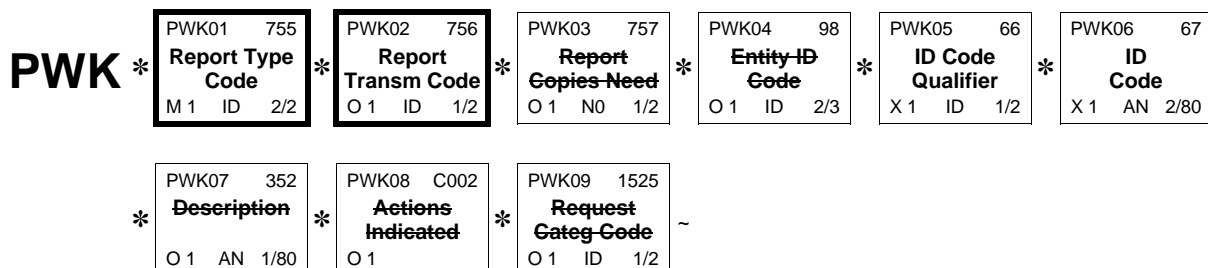 PWK * PWK01 755 * PWK02 756 * PWK03 757 * PWK04 98 * PWK05 66 * PWK06 67
Report Type Report Report Entity ID ID Code ID
Code Transm Code Copies Need Code Qualifier Code
M 1 ID 2/2 O 1 ID 1/2 O 1 N0 1/2 O 1 ID 2/3 X 1 ID 1/2 X 1 AN 2/80
* PWK07 352 * PWK08 C002 * PWK09 1525 ~
Description Actions Request
Indicated Categ Code
O 1 AN 1/80 O 1 O 1 ID 1/2